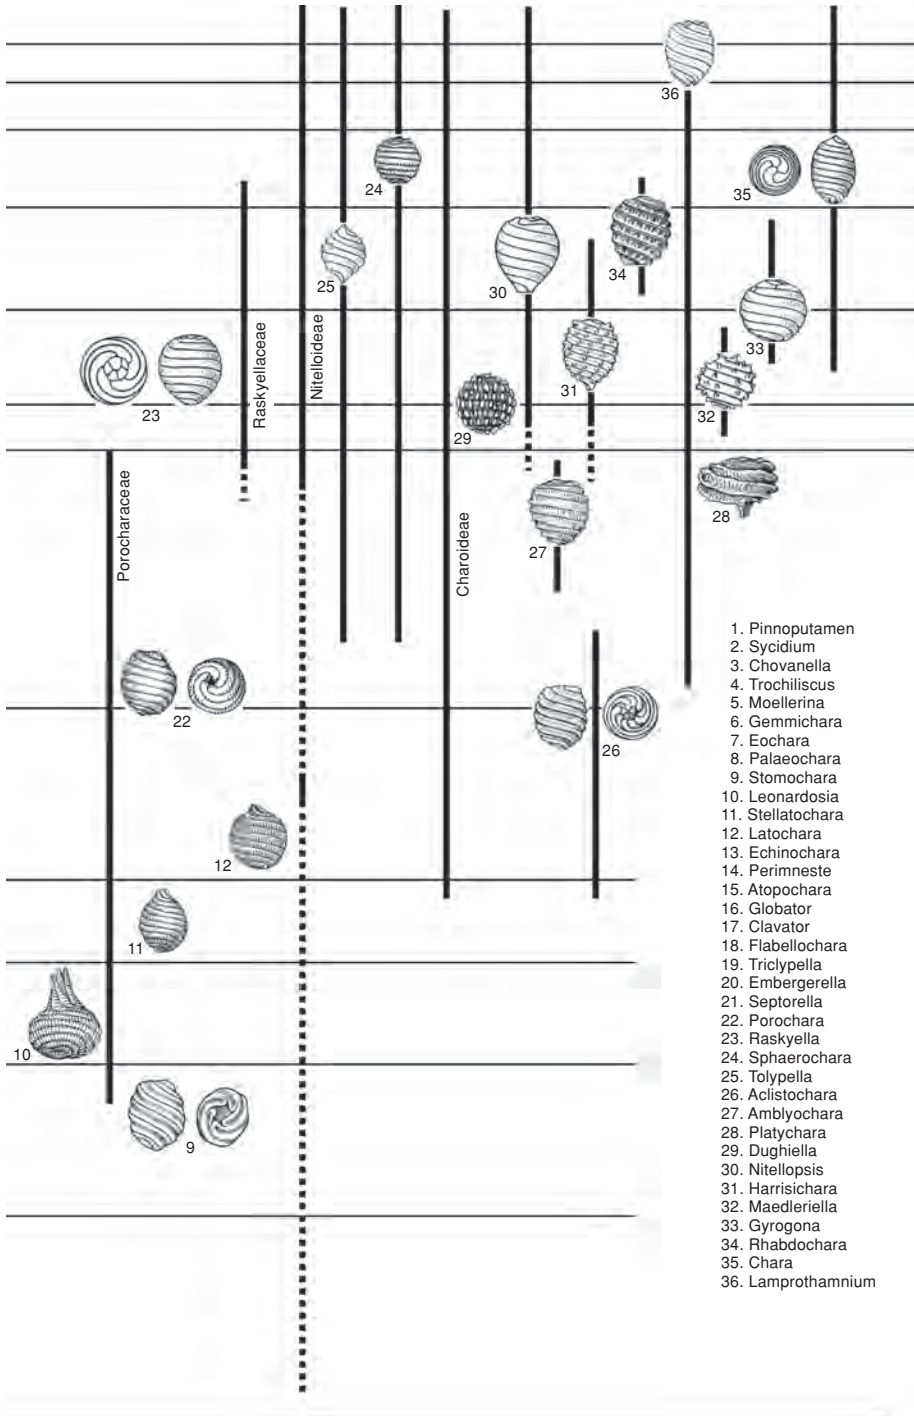 36
24
35
25
30
34
Raskyellaceae
Nitelloideae
33
31
23
32
29
Porocharaceae
28
Charoideae
27
22
26
12
11
10
9
1. Pinnoputamen
2. Sycidium
3. Chovanella
4. Trochiliscus
5. Moellerina
6. Gemmichara
7. Eochara
8. Palaeochara
9. Stomochara
10. Leonardosia
11. Stellatochara
12. Latochara
13. Echinochara
14. Perimneste
15. Atopochara
16. Globator
17. Clavator
18. Flabellochara
19. Triclypella
20. Embergerella
21. Septorella
22. Porochara
23. Raskyella
24. Sphaerochara
25. Tolypella
26. Aclistochara
27. Amblyochara
28. Platychara
29. Dughiella
30. Nitellopsis
31. Harrisichara
32. Maedleriella
33. Gyrogona
34. Rhabdochara
35. Chara
36. Lamprothamnium